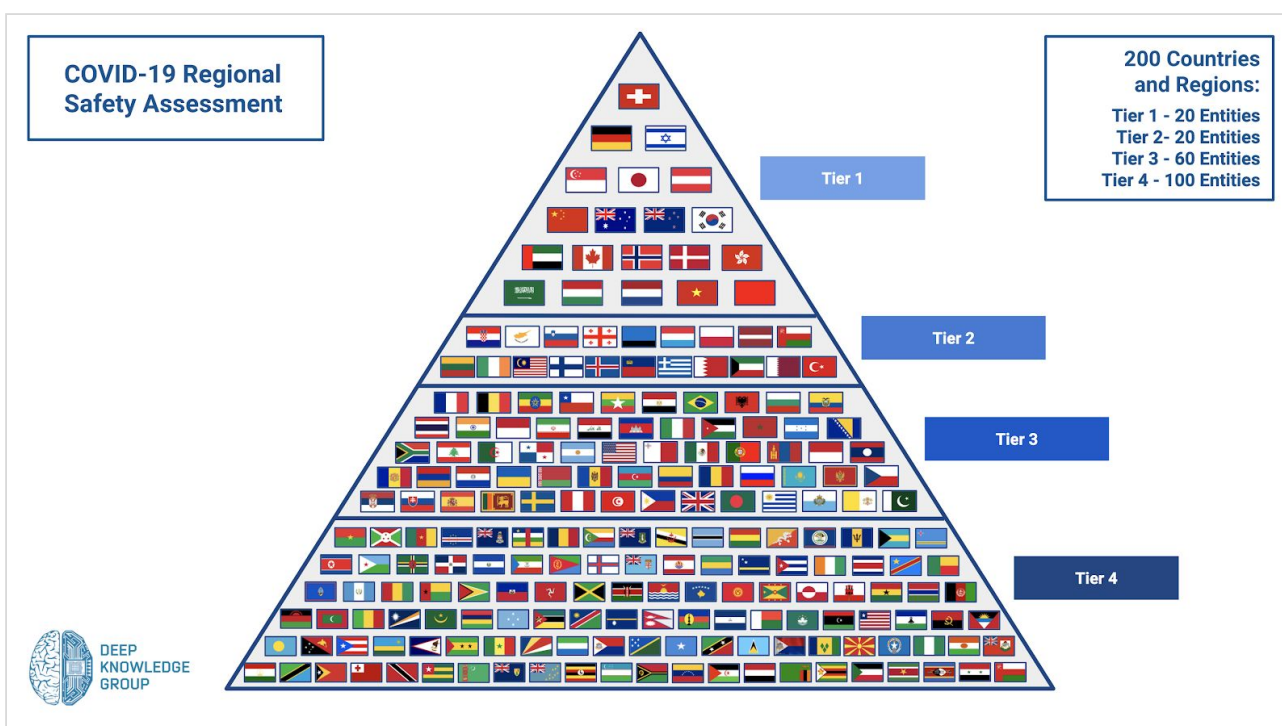 COVID-19 Regional
Safety Assessment
200 Countries
and Regions:
Tier 1 - 20 Entities
Tier 2- 20 Entities
Tier 3 - 60 Entities
Tier 4 - 100 Entities
Tier 1
Tier 2
Tier 3
Tier 4
DEEP
KNOWLEDGE
GROUP